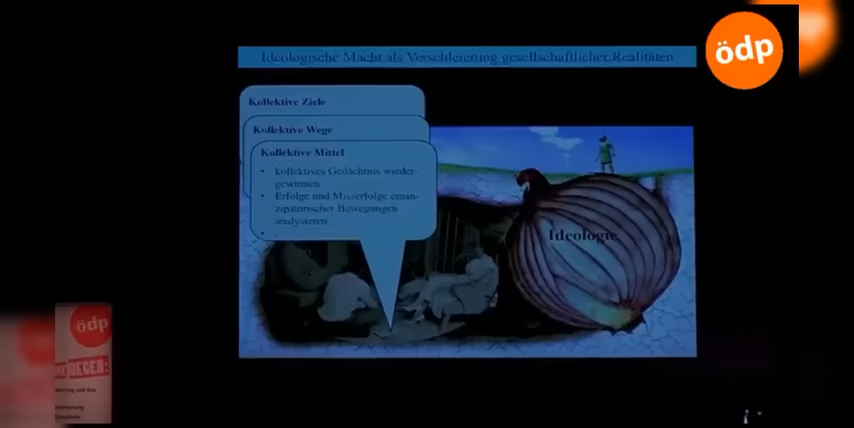 Ideologische Macht als Verschleierung gesellschaftlicher Realitäten
ödp
Kollektive Ziele
Kollektive Wege
Kollektive Mittel
• kollektives Gedächtnis wieder-
gewinnen
• Erfolge und Misserfolge eman-
zipatorischer Bewegungen
analysieren
•
Ideologie
ödp